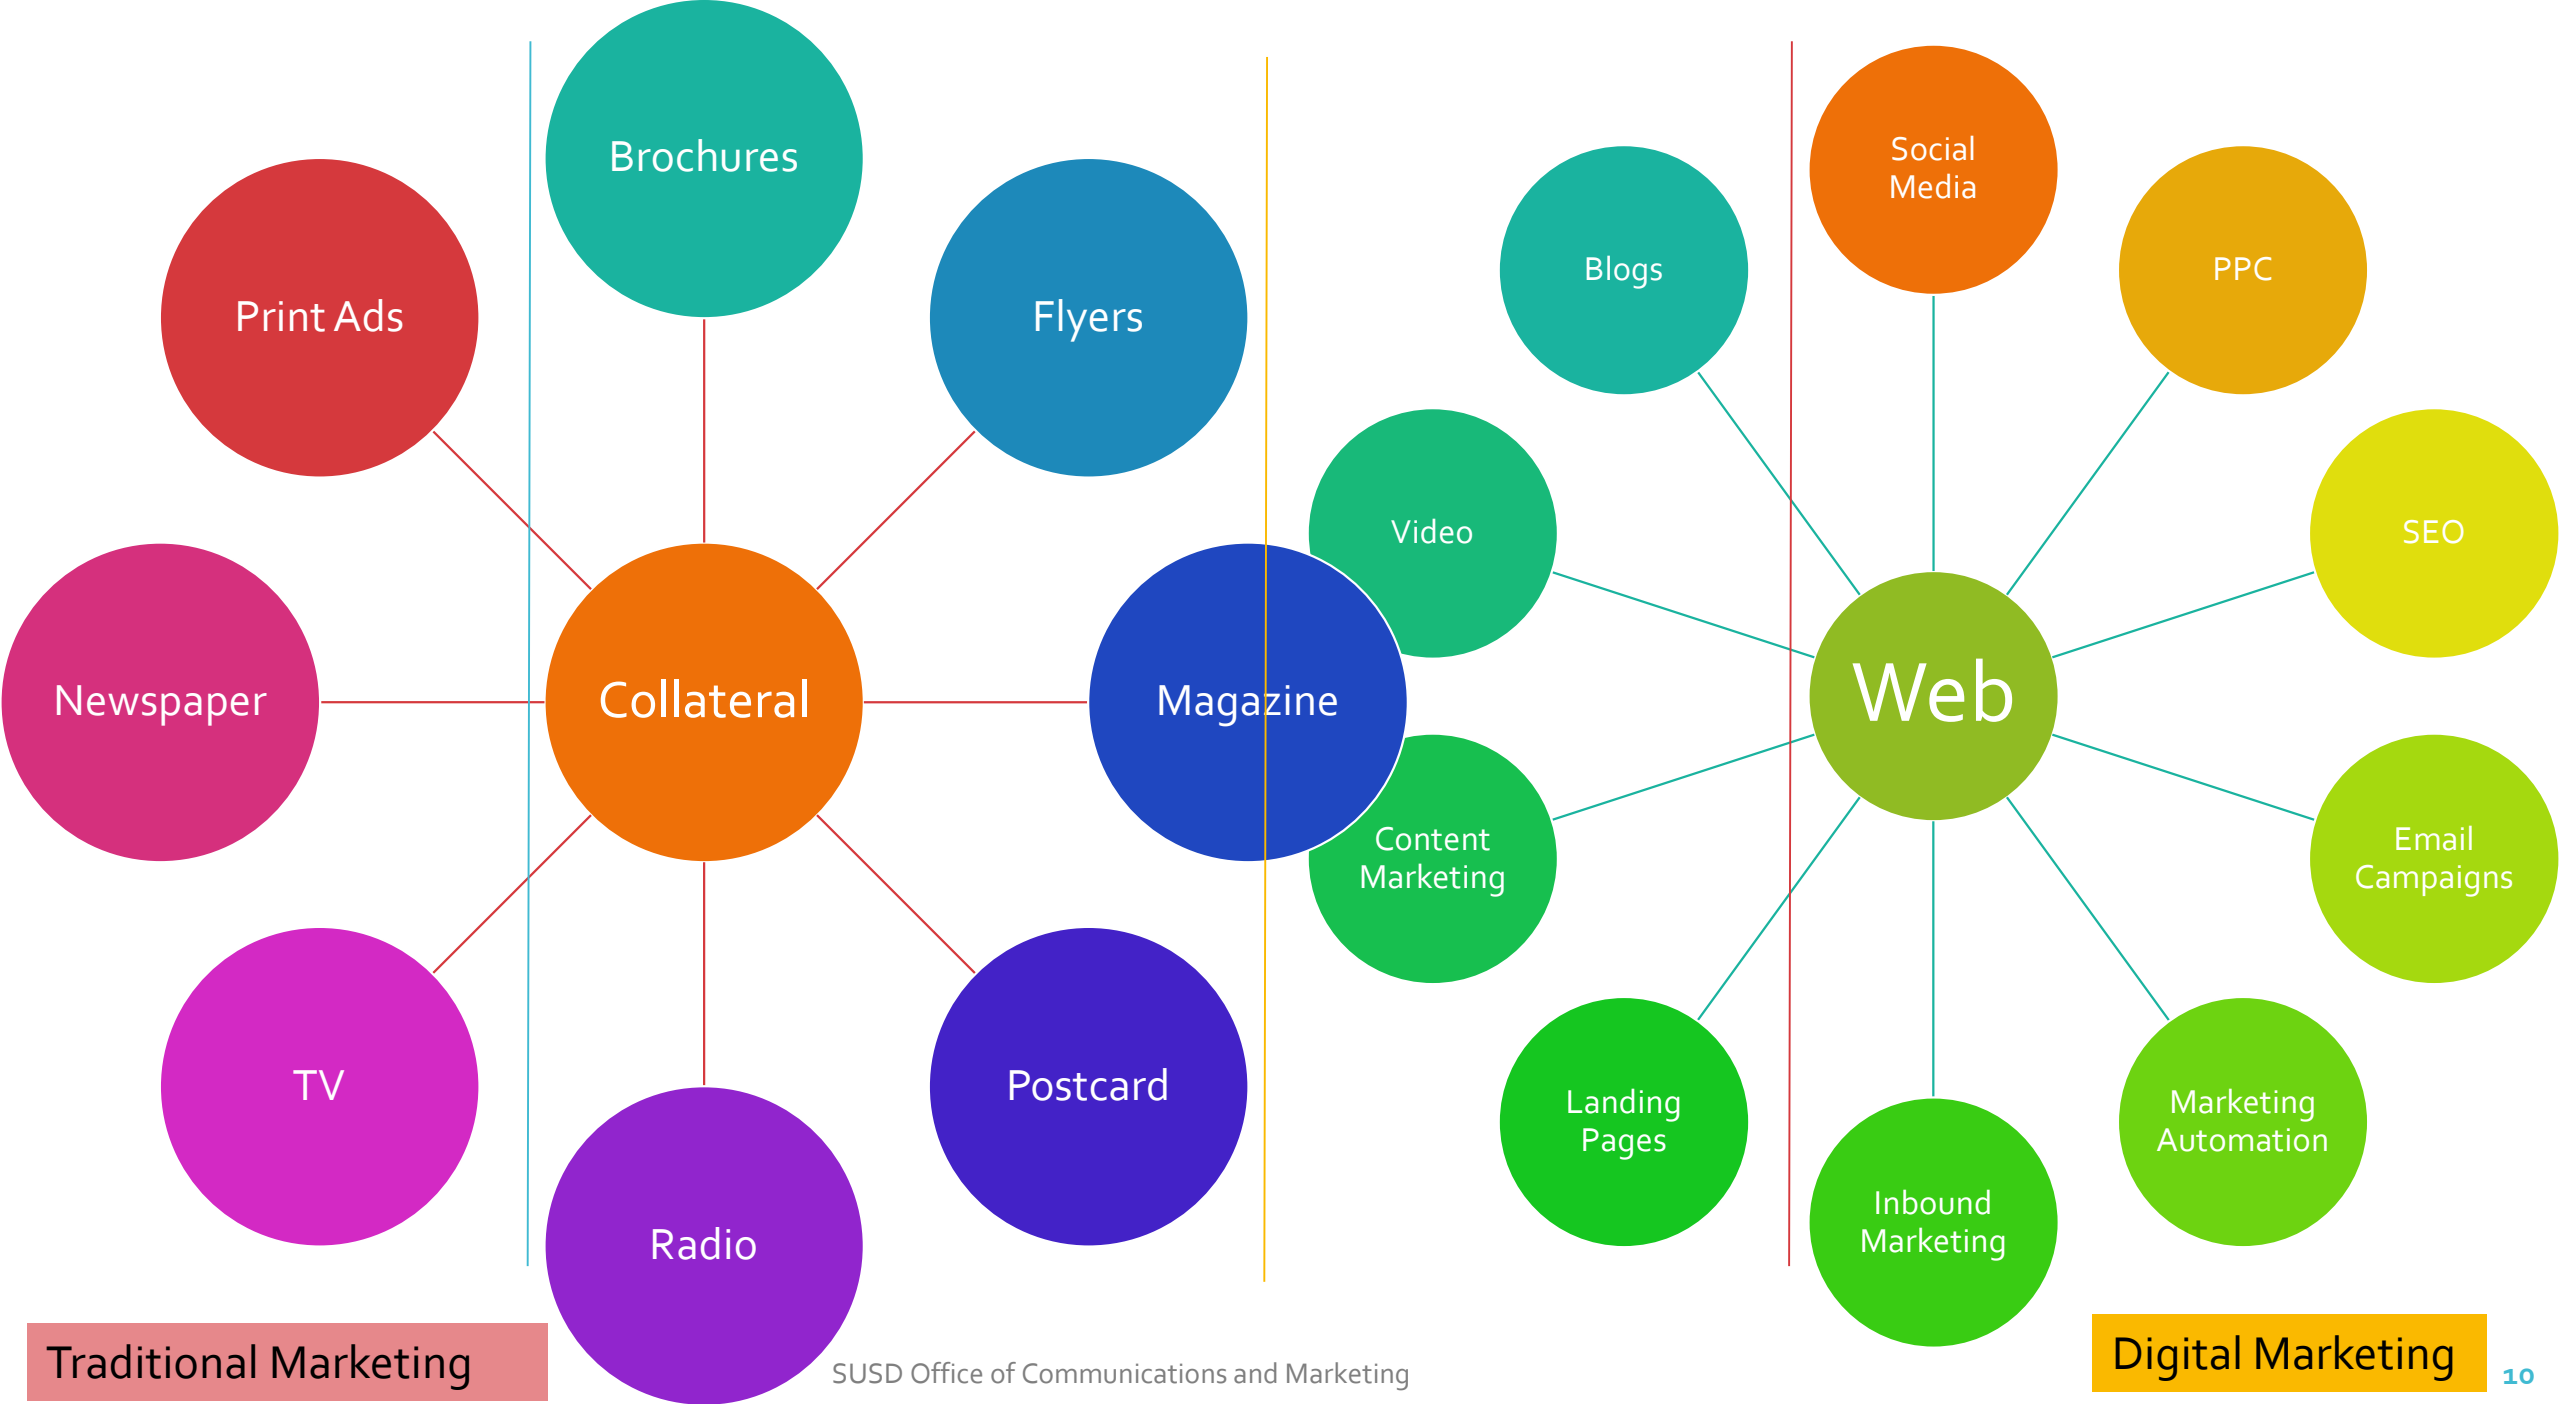 Brochures
Print Ads
Flyers
Newspaper
Collateral
Magazine
TV
Postcard
Radio
Traditional Marketing
SUSD Office of Communications and Marketing
Social
Media
Blogs
PPC
Video
SEO
Web
Content
Marketing
Email
Campaigns
Landing
Pages
Marketing
Automation
Inbound
Marketing
Digital Marketing
10